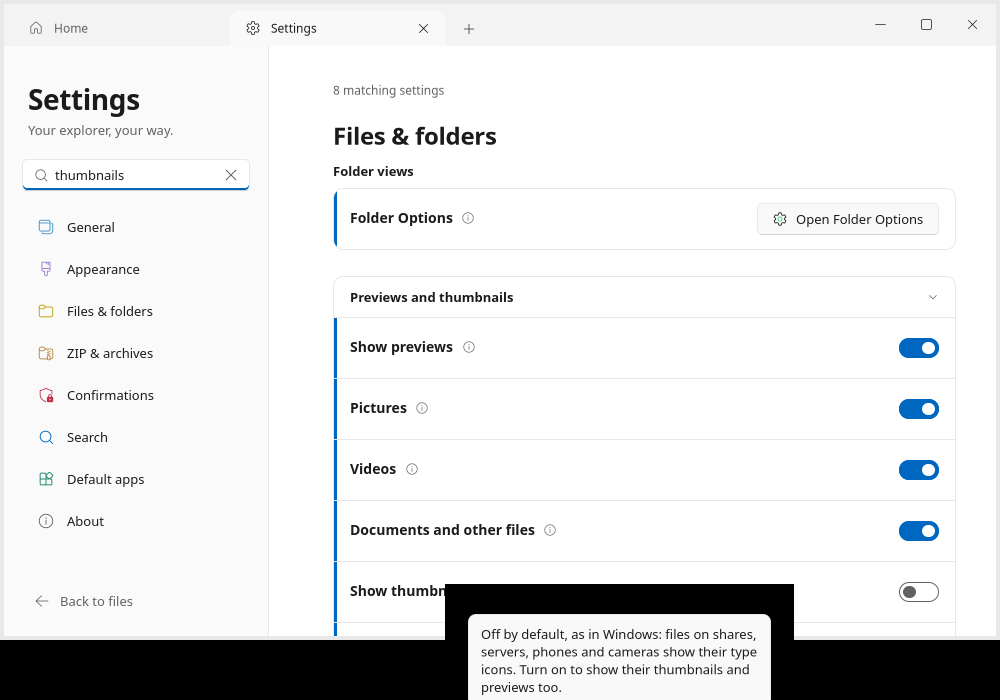 Home
Settings
Settings
Your explorer, your way.
thumbnails
General
Appearance
Files & folders
ZIP & archives
Confirmations
Search
Default apps
About
Back to files
8 matching settings
Files & folders
Folder views
Folder Options
Open Folder Options
Previews and thumbnails
Show previews
Pictures
Videos
Documents and other files
Show
Off by default, as in Windows: files on shares,
servers, phones and cameras show their type
icons. Turn on to show their thumbnails and
previews too.